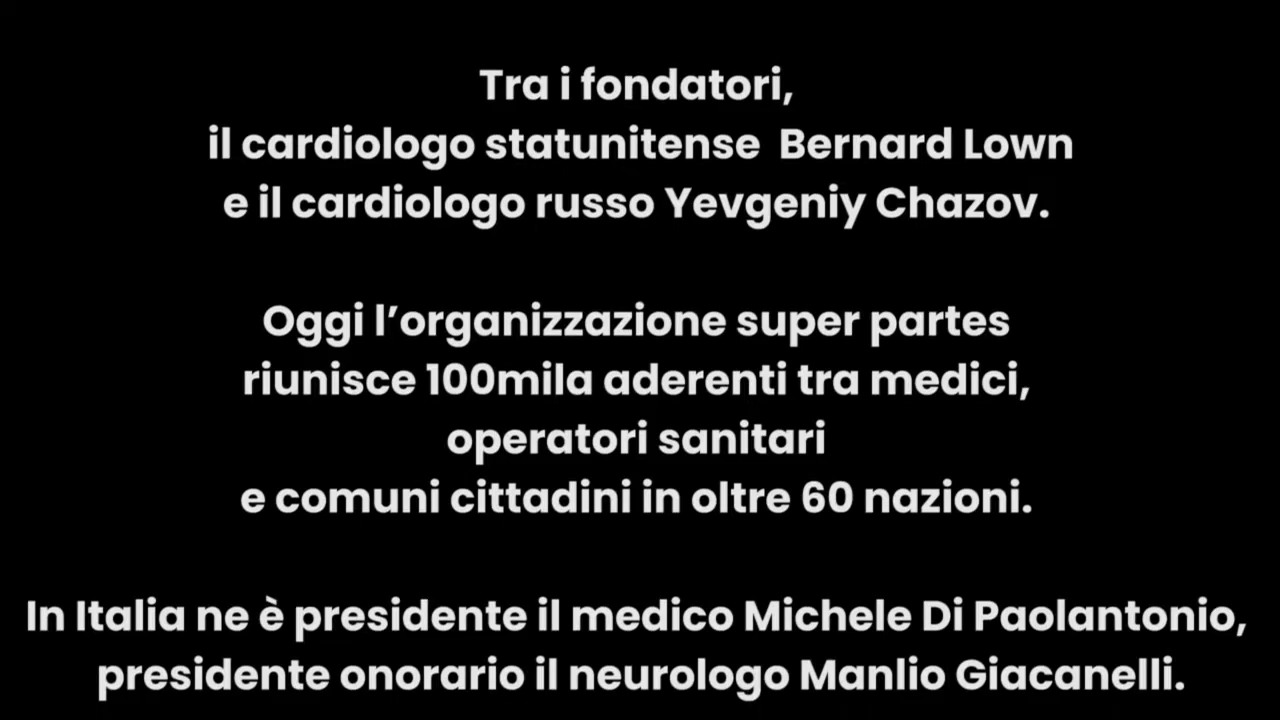 Tra i fondatori,
il cardiologo statunitense Bernard Lown
e il cardiologo russo Yevgeniy Chazov.
Oggi l’organizzazione super partes
riunisce 100mila aderenti tra medici,
operatori sanitari
e comuni cittadini in oltre 60 nazioni.
In Italia ne è presidente il medico Michele Di Paolantonio,
presidente onorario il neurologo Manlio Giacanelli.